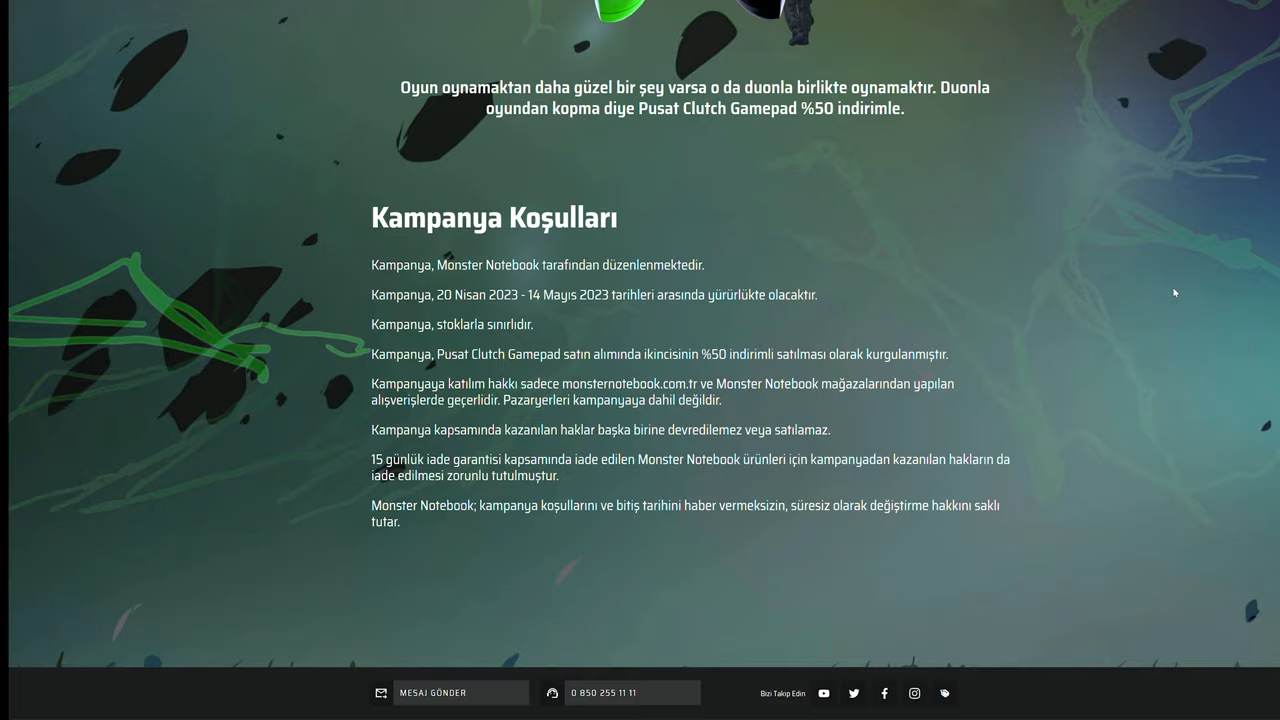 Oyun oynamaktan daha güzel bir şey varsa o da duonla birlikte oynamaktır. Duonla
oyundan kopma diye Pusat Clutch Gamepad %50 indirimle.
Kampanya Koşulları
Kampanya, Monster Notebook tarafından düzenlenmektedir.
Kampanya, 20 Nisan 2023 - 14 Mayıs 2023 tarihleri arasında yürürlükte olacaktır.
Kampanya, stoklarla sınırlıdır.
Kampanya, Pusat Clutch Gamepad satın alımında ikincisinin %50 indirimli satılması olarak kurgulanmıştır.
Kampanyaya katılım hakkı sadece monsternotebook.com.tr ve Monster Notebook mağazalarından yapılan
alışverişlerde geçerlidir. Pazaryerleri kampanyaya dahil değildir.
Kampanya kapsamında kazanılan haklar başka birine devredilemez veya satılamaz.
15 günlük iade garantisi kapsamında iade edilen Monster Notebook ürünleri için kampanyadan kazanılan hakların da
iade edilmesi zorunlu tutulmuştur.
Monster Notebook; kampanya koşullarını ve bitiş tarihini haber vermeksizin, süresiz olarak değiştirme hakkını saklı
tutar.
MESAJ GÖNDER
0 850 255 11 11
Bizi Takip Edin